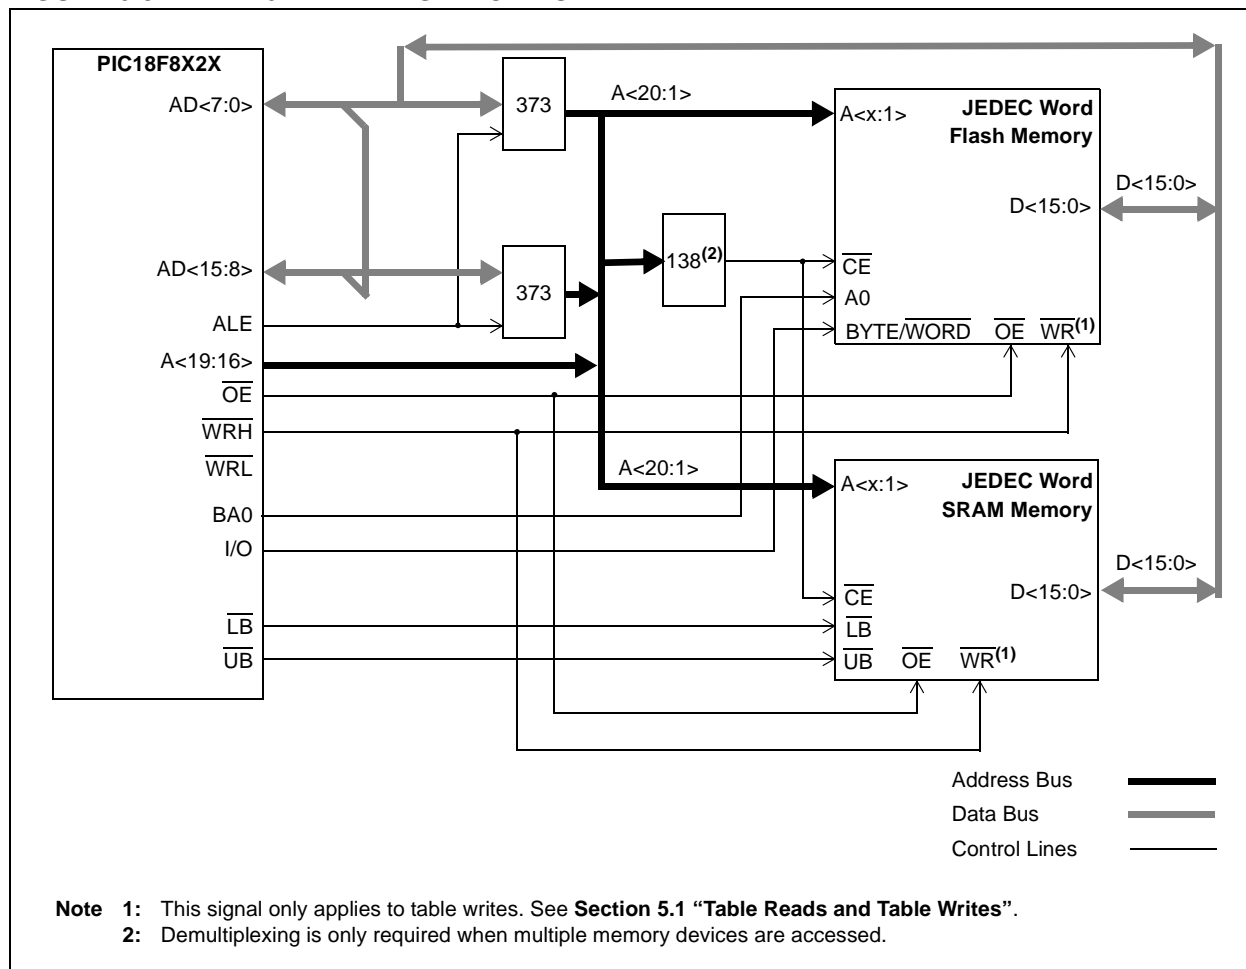 PIC18F8X2X
AD<7:0>
373
A<20:1>
A<x:1>
JEDEC Word
Flash Memory
D<15:0>
D<15:0>
138(2)
AD<15:8>
373
CE
A0
ALE
BYTE/WORD OE WR(1)
A<19:16>
OE
WRH
WRL
A<20:1>
A<x:1>
JEDEC Word
SRAM Memory
BA0
I/O
D<15:0>
D<15:0>
CE
LB
LB
UB
UB OE WR(1)
Address Bus
Data Bus
Control Lines
Note 1: This signal only applies to table writes. See Section 5.1 “Table Reads and Table Writes”.
2: Demultiplexing is only required when multiple memory devices are accessed.